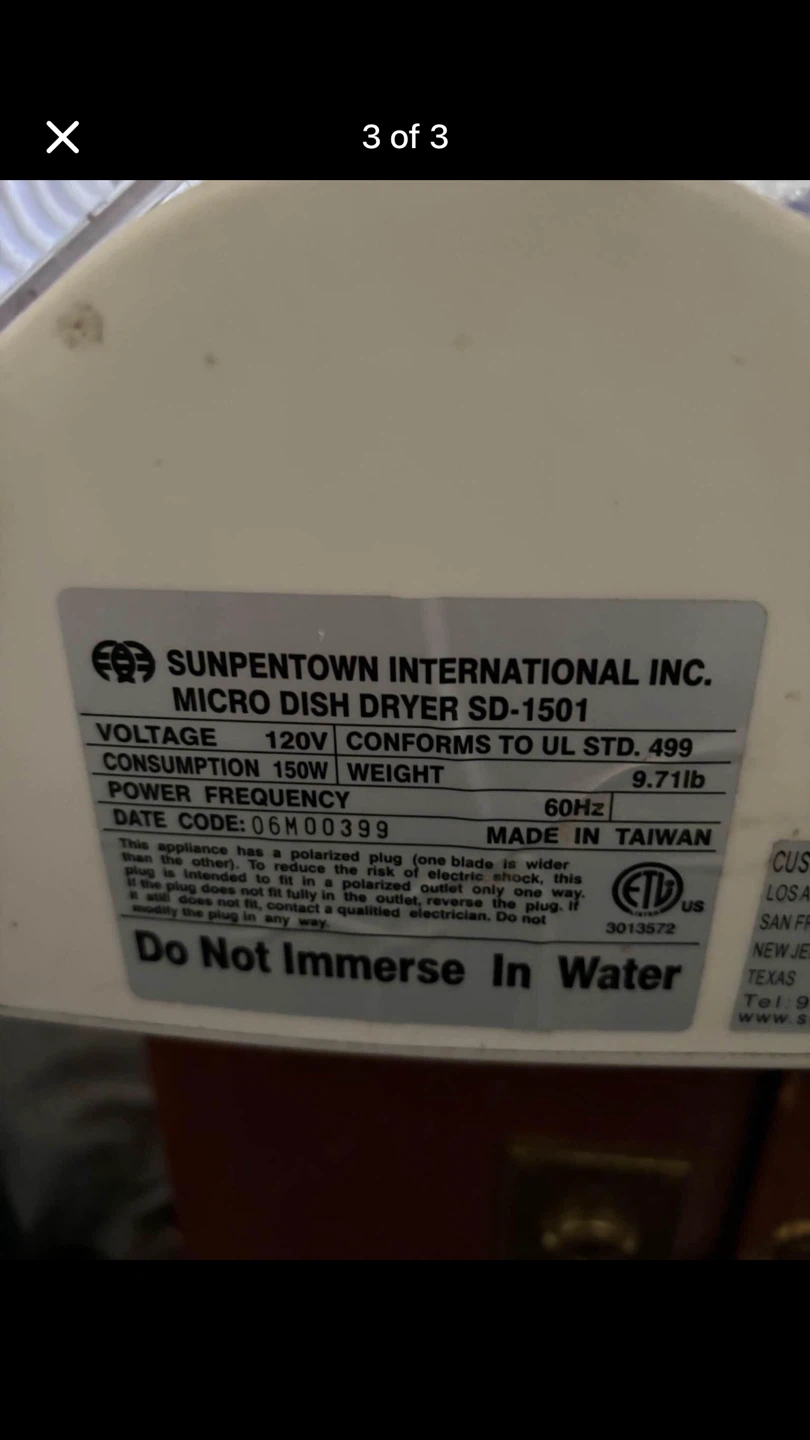 3 of 3
SUNPENTOWN INTERNATIONAL INC.
MICRO DISH DRYER SD-1501
VOLTAGE 120V CONFORMS TO UL STD. 499
CONSUMPTION 150W WEIGHT 9.71lb
POWER FREQUENCY 60Hz
DATE CODE: 06M00399 MADE IN TAIWAN
This appliance has a polarized plug (one blade is wider
than the other). To reduce the risk of electric shock, this
plug is intended to fit in a polarized outlet only one way.
If the plug does not fit fully in the outlet, reverse the plug. If
it still does not fit, contact a qualified electrician. Do not
modify the plug in any way.
ETL US
3013572
Do Not Immerse In Water
CUS
LOS A
SAN FR
NEW JE
TEXAS
Tel: 9
www.s